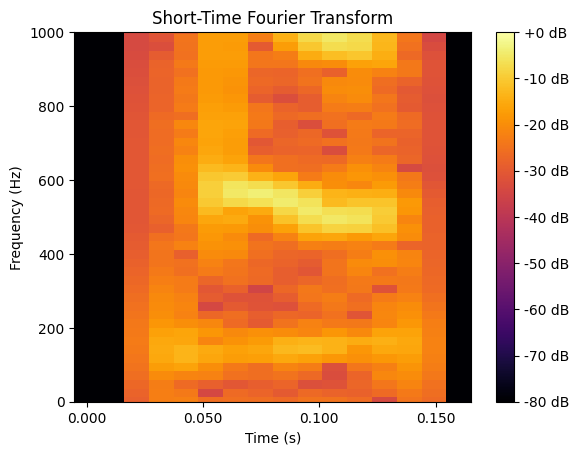 Short-Time Fourier Transform
1000
800
600
400
200
0
Frequency (Hz)
0.000
0.050
0.100
0.150
Time (s)
+0 dB
-10 dB
-20 dB
-30 dB
-40 dB
-50 dB
-60 dB
-70 dB
-80 dB